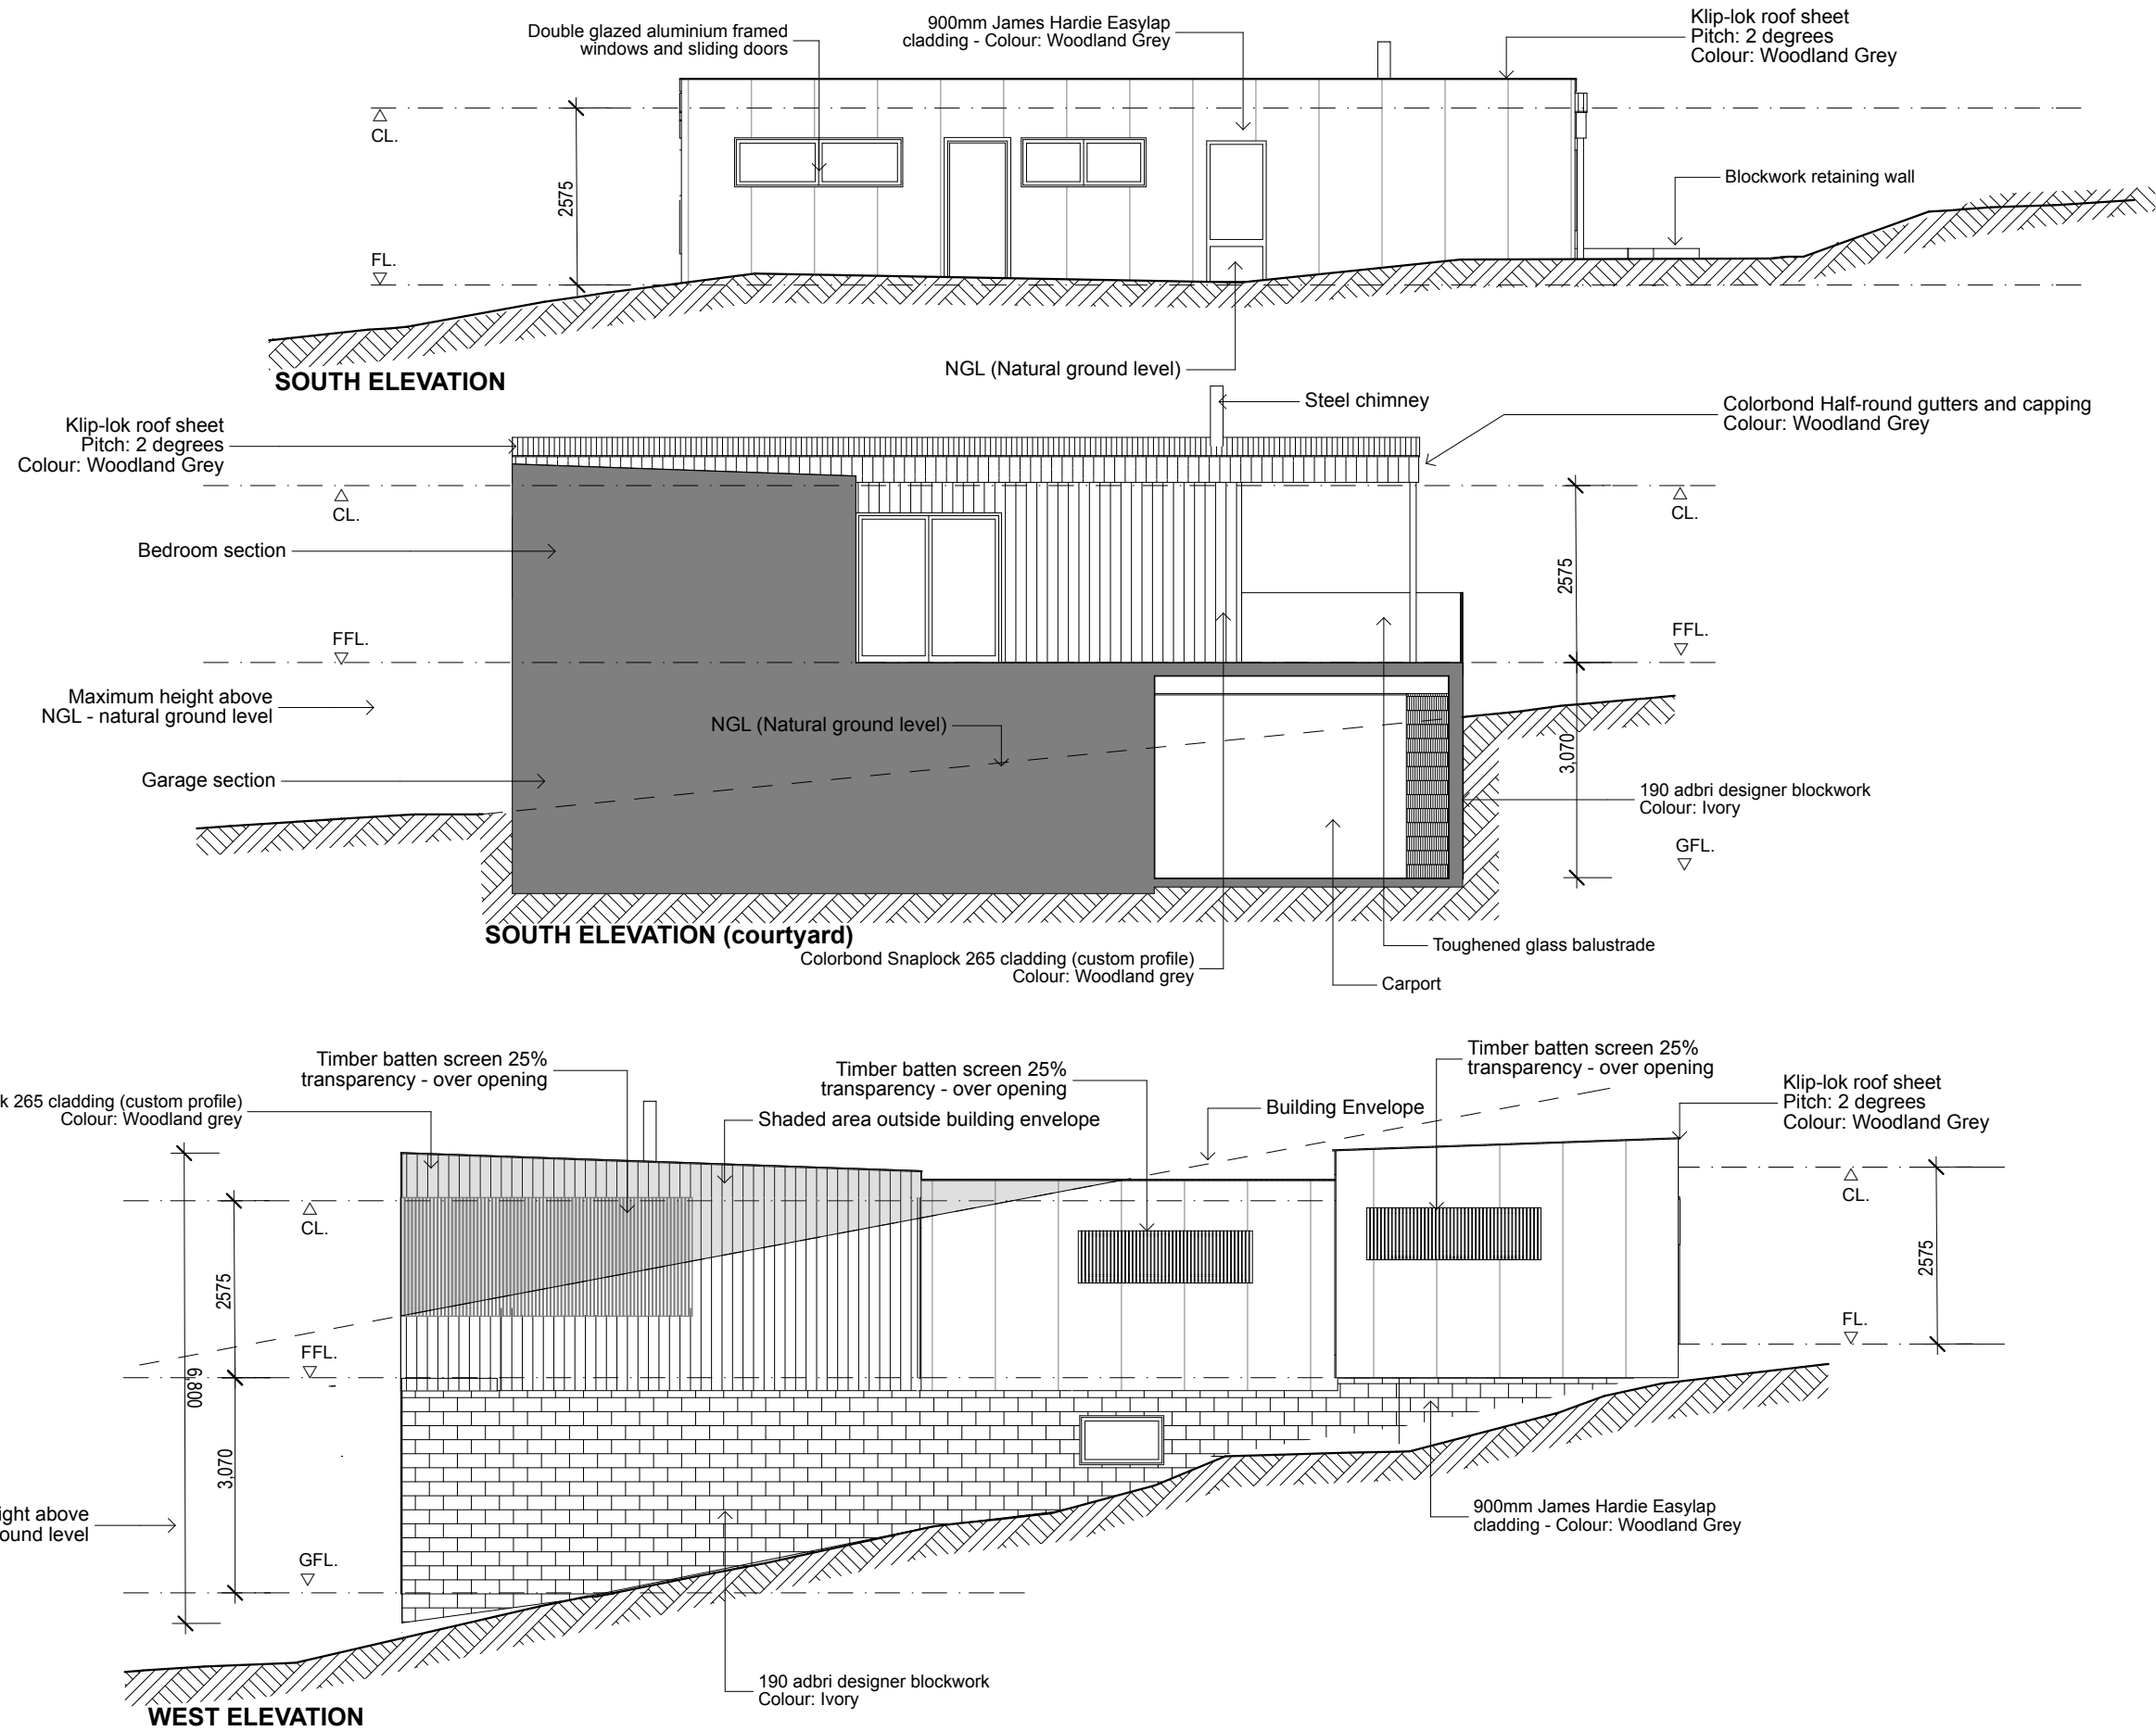 Double glazed aluminium framed
windows and sliding doors
900mm James Hardie Easylap
cladding - Colour: Woodland Grey
Klip-lok roof sheet
Pitch: 2 degrees
Colour: Woodland Grey
CL.
2575
Blockwork retaining wall
FL.
NGL (Natural ground level)
SOUTH ELEVATION
Steel chimney
Colorbond Half-round gutters and capping
Colour: Woodland Grey
Klip-lok roof sheet
Pitch: 2 degrees
Colour: Woodland Grey
CL.
CL.
Bedroom section
2575
FFL.
FFL.
Maximum height above
NGL - natural ground level
NGL (Natural ground level)
3,070
Garage section
190 adbri designer blockwork
Colour: Ivory
GFL.
SOUTH ELEVATION (courtyard)
Colorbond Snaplock 265 cladding (custom profile)
Colour: Woodland grey
Toughened glass balustrade
Carport
Timber batten screen 25%
transparency - over opening
Timber batten screen 25%
transparency - over opening
Timber batten screen 25%
transparency - over opening
k 265 cladding (custom profile)
Colour: Woodland grey
Shaded area outside building envelope
Building Envelope
Klip-lok roof sheet
Pitch: 2 degrees
Colour: Woodland Grey
CL.
CL.
2575
2575
FL.
FFL.
6,800
3,070
ight above
ound level
GFL.
900mm James Hardie Easylap
cladding - Colour: Woodland Grey
190 adbri designer blockwork
Colour: Ivory
WEST ELEVATION